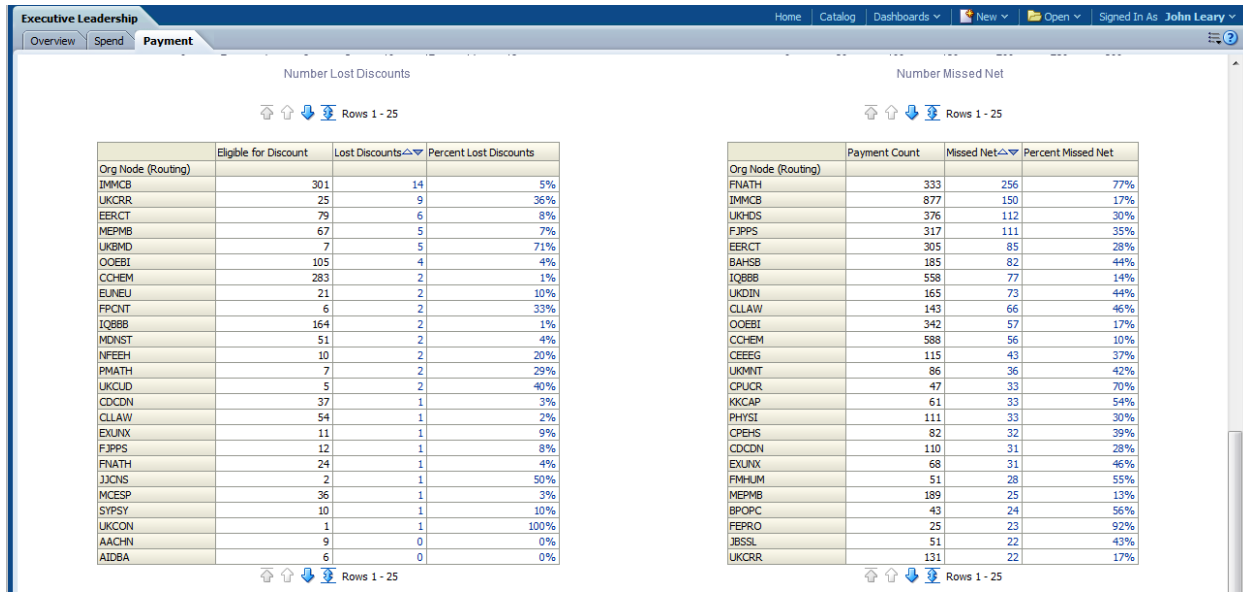 Executive Leadership
Home Catalog Dashboards New Open Signed In As John Leary
Overview Spend Payment
Number Lost Discounts
Rows 1 - 25
Eligible for Discount Lost Discounts Percent Lost Discounts
Org Node (Routing)
IMMCB 301 14 5%
UKCRR 25 9 36%
EERCT 79 6 8%
MEPMB 67 5 7%
UKBMD 7 5 71%
OOEBI 105 4 4%
CCHEM 283 2 1%
EUNEU 21 2 10%
FPCNT 6 2 33%
IQBBB 164 2 1%
MDNST 51 2 4%
NFEEH 10 2 20%
PMATH 7 2 29%
UKCUD 5 2 40%
CDCDN 37 1 3%
CLLAW 54 1 2%
EXUNX 11 1 9%
FJPPS 12 1 8%
FNATH 24 1 4%
JJCNS 2 1 50%
MCESP 36 1 3%
SYPSY 10 1 10%
UKCON 1 1 100%
AACHN 9 0 0%
AIDBA 6 0 0%
Rows 1 - 25
Number Missed Net
Rows 1 - 25
Payment Count Missed Net Percent Missed Net
Org Node (Routing)
FNATH 333 256 77%
IMMCB 877 150 17%
UKHDS 376 112 30%
FJPPS 317 111 35%
EERCT 305 85 28%
BAHSB 185 82 44%
IQBBB 558 77 14%
UKDIN 165 73 44%
CLLAW 143 66 46%
OOEBI 342 57 17%
CCHEM 588 56 10%
CEEEG 115 43 37%
UKMNT 86 36 42%
CPUCR 47 33 70%
KKCAP 61 33 54%
PHYSI 111 33 30%
CPEHS 82 32 39%
CDCDN 110 31 28%
EXUNX 68 31 46%
FMHUM 51 28 55%
MEPMB 189 25 13%
BPOPC 43 24 56%
FEPRO 25 23 92%
JBSSL 51 22 43%
UKCRR 131 22 17%
Rows 1 - 25